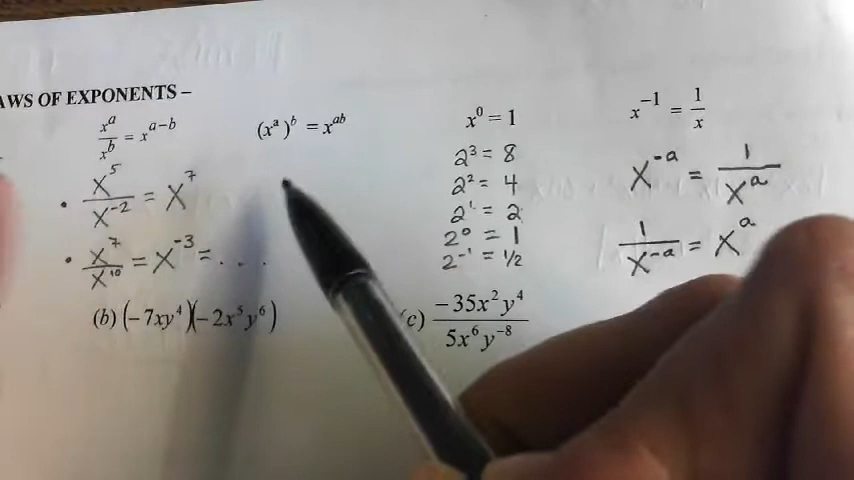 AWS OF EXPONENTS –
x^a/x^b = x^(a–b)    (x^a)^b = x^(ab)    x^0 = 1    x^(–1) = 1/x
• x^5/x^(-2) = x^7    2^3 = 8    x^(-a) = 1/x^a
2^2 = 4
2^1 = 2
• x^7/x^10 = x^(-3) = . . .    2^0 = 1    1/x^(-a) = x^a
2^(-1) = 1/2
(b) (–7xy^4)(–2x^5y^6)    (c) –35x^2y^4/5x^6y^(–8)